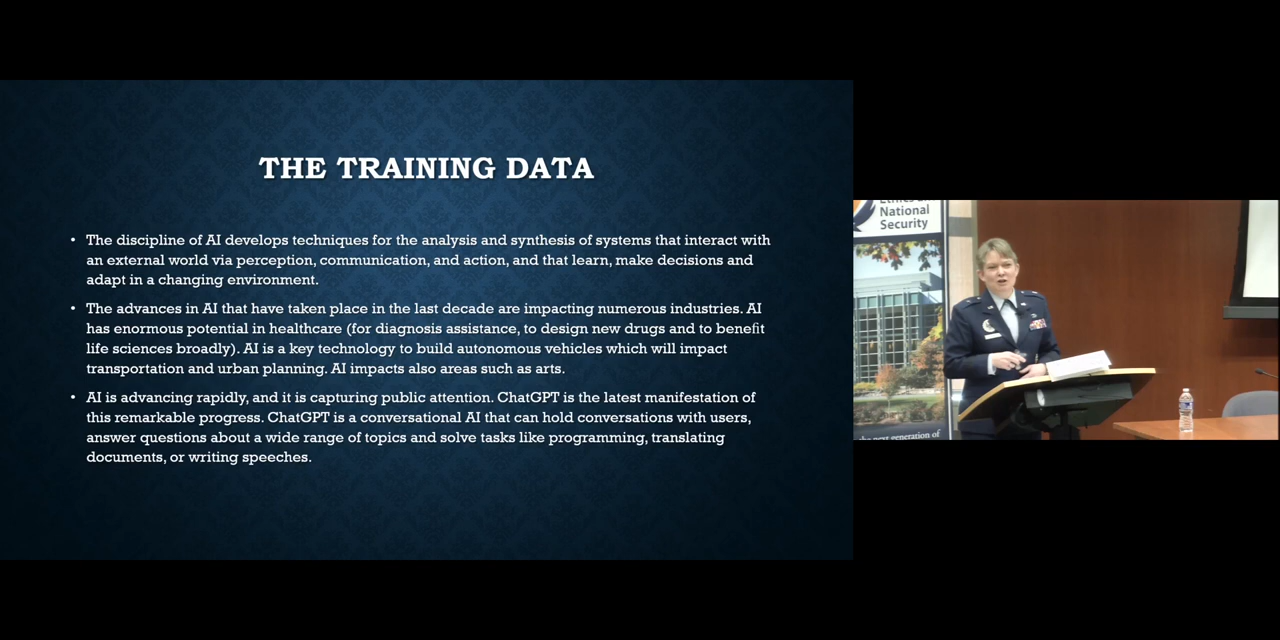 THE TRAINING DATA
• The discipline of AI develops techniques for the analysis and synthesis of systems that interact with
an external world via perception, communication, and action, and that learn, make decisions and
adapt in a changing environment.
• The advances in AI that have taken place in the last decade are impacting numerous industries. AI
has enormous potential in healthcare (for diagnosis assistance, to design new drugs and to benefit
life sciences broadly). AI is a key technology to build autonomous vehicles which will impact
transportation and urban planning. AI impacts also areas such as arts.
• AI is advancing rapidly, and it is capturing public attention. ChatGPT is the latest manifestation of
this remarkable progress. ChatGPT is a conversational AI that can hold conversations with users,
answer questions about a wide range of topics and solve tasks like programming, translating
documents, or writing speeches.
Ethics
National
Security
the next generation of